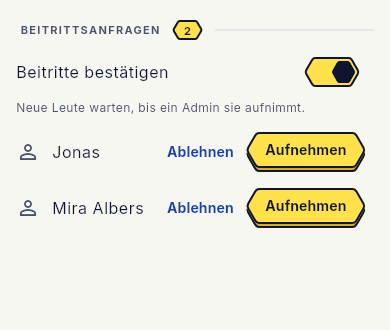 BEITRITTSANFRAGEN 2
Beitritte bestätigen
Neue Leute warten, bis ein Admin sie aufnimmt.
Jonas Ablehnen Aufnehmen
Mira Albers Ablehnen Aufnehmen